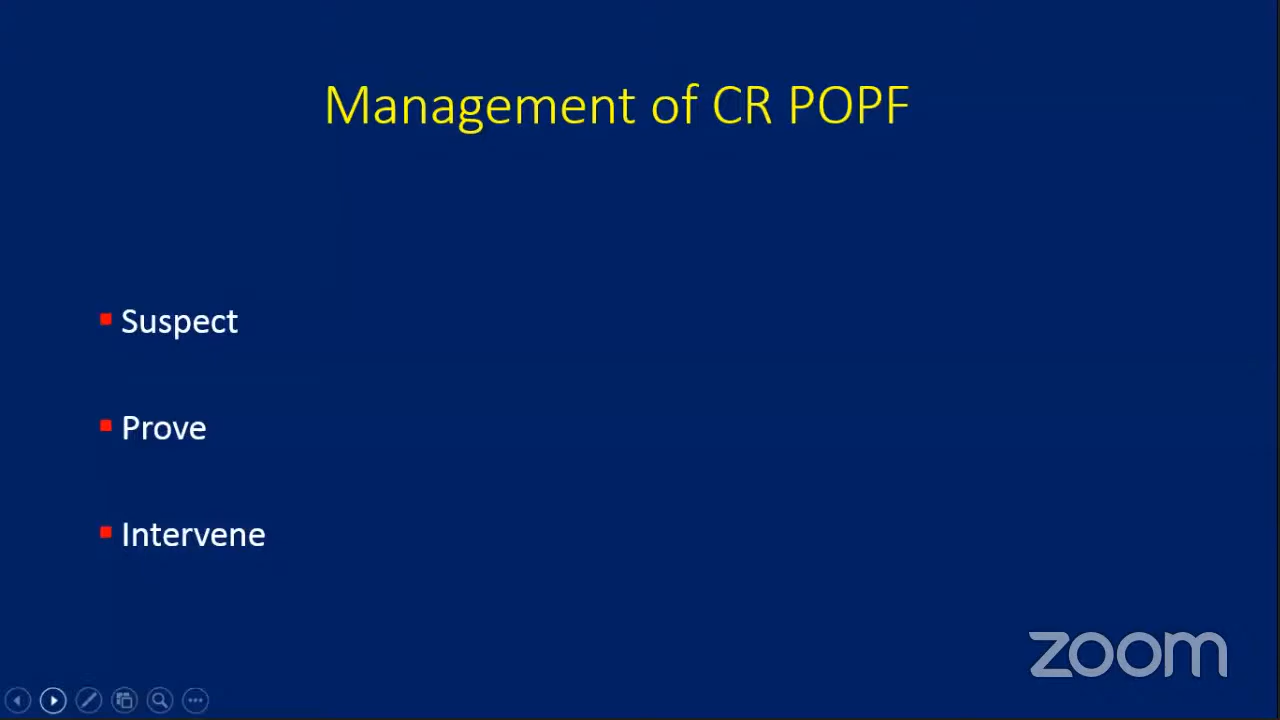 Management of CR POPF
Suspect
Prove
Intervene
zoom